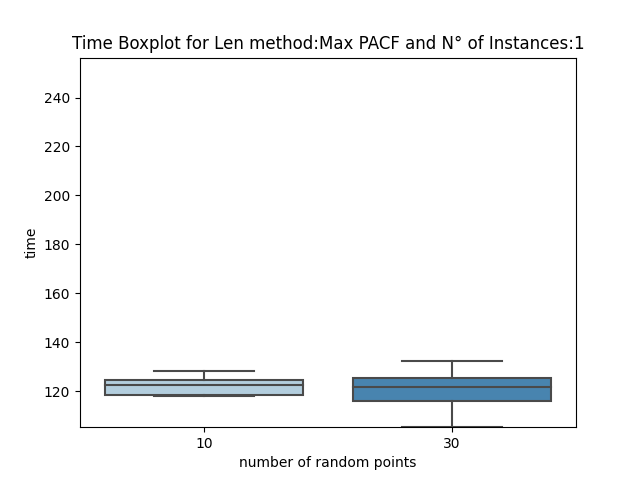 Time Boxplot for Len method:Max PACF and N° of Instances:1
240
220
200
180
160
140
120
time
10 30
number of random points